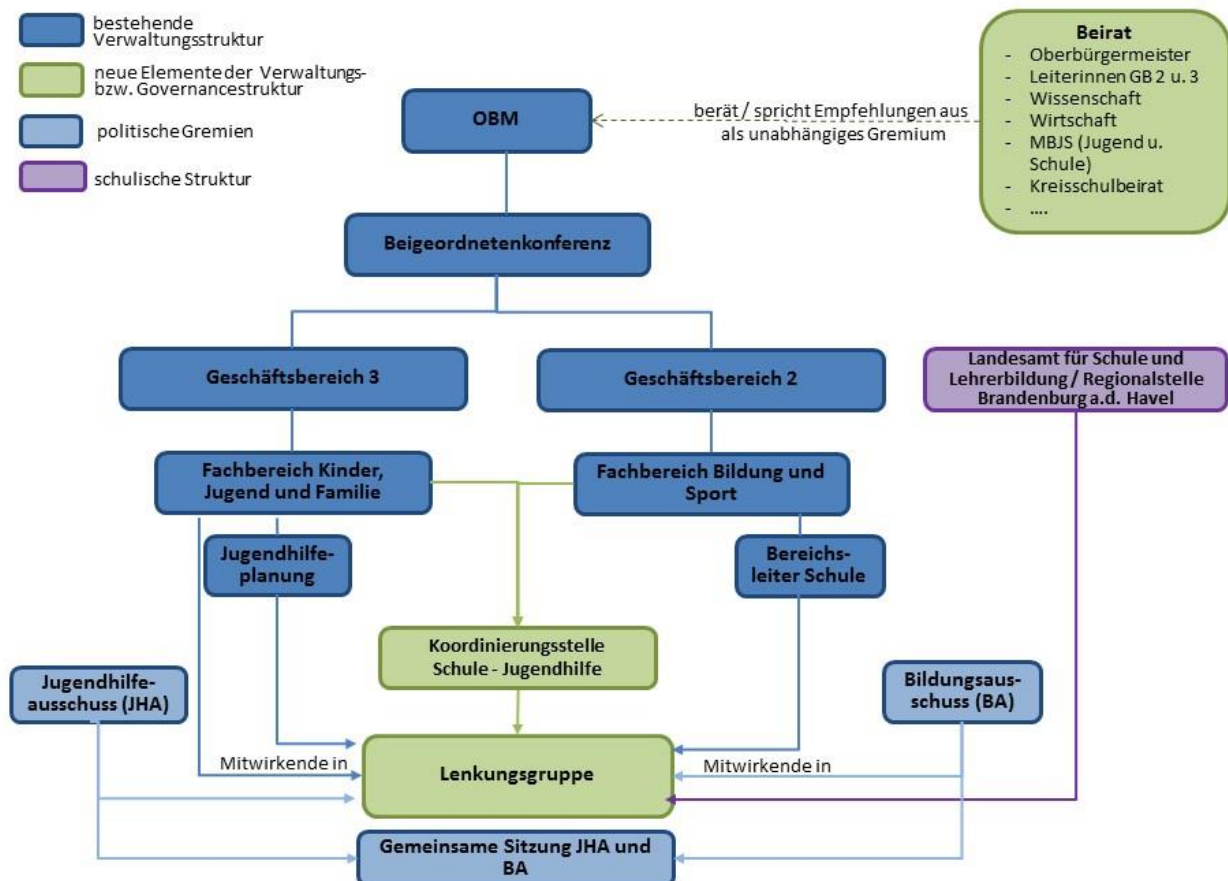 bestehende
Verwaltungsstruktur
neue Elemente der Verwaltungs-
bzw. Governancestruktur
politische Gremien
schulische Struktur
Beirat
- Oberbürgermeister
- Leiterinnen GB 2 u. 3
- Wissenschaft
- Wirtschaft
- MBJS (Jugend u.
Schule)
- Kreisschulbeirat
- ....
OBM
berät / spricht Empfehlungen aus
als unabhängiges Gremium
Beigeordnetenkonferenz
Geschäftsbereich 3
Geschäftsbereich 2
Landesamt für Schule und
Lehrerbildung / Regionalstelle
Brandenburg a.d. Havel
Fachbereich Kinder,
Jugend und Familie
Fachbereich Bildung und
Sport
Jugendhilfe-
planung
Bereichs-
leiter Schule
Koordinierungsstelle
Schule - Jugendhilfe
Jugendhilfe-
ausschuss (JHA)
Bildungsaus-
schuss (BA)
Mitwirkende in
Lenkungsgruppe
Mitwirkende in
Gemeinsame Sitzung JHA und
BA